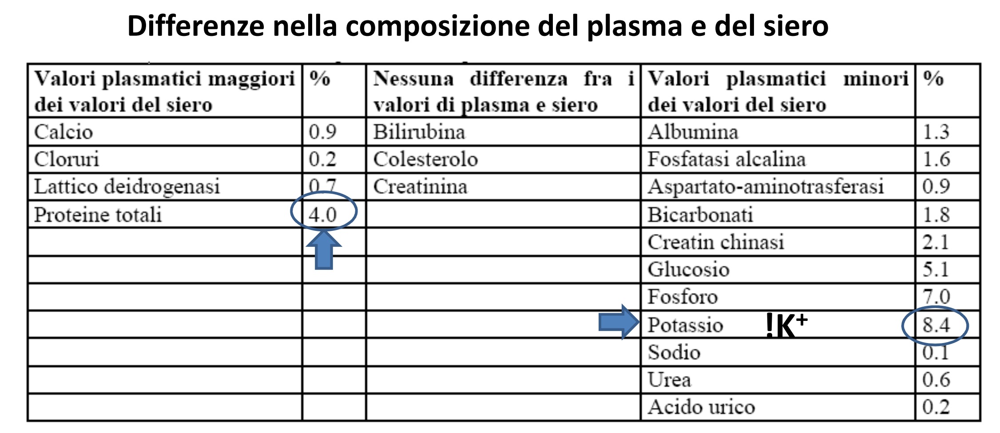 Differenze nella composizione del plasma e del siero
Valori plasmatici maggiori dei valori del siero % Nessuna differenza fra i valori di plasma e siero Valori plasmatici minori dei valori del siero %
Calcio 0.9 Bilirubina Albumina 1.3
Cloruri 0.2 Colesterolo Fosfatasi alcalina 1.6
Lattico deidrogenasi 0.7 Creatinina Aspartato-aminotrasferasi 0.9
Proteine totali 4.0 Bicarbonati 1.8
Creatin chinasi 2.1
Glucosio 5.1
Fosforo 7.0
Potassio !K⁺ 8.4
Sodio 0.1
Urea 0.6
Acido urico 0.2